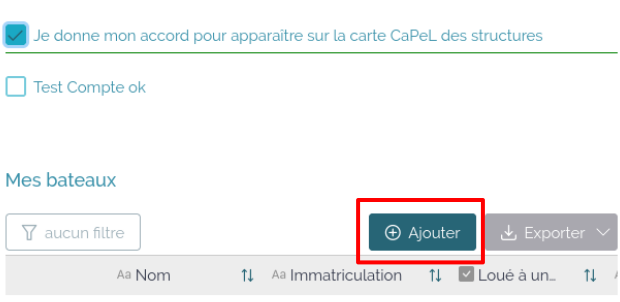 Je donne mon accord pour apparaître sur la carte CaPeL des structures
Test Compte ok
Mes bateaux
aucun filtre Ajouter Exporter
Aa Nom Aa Immatriculation Loué à un...